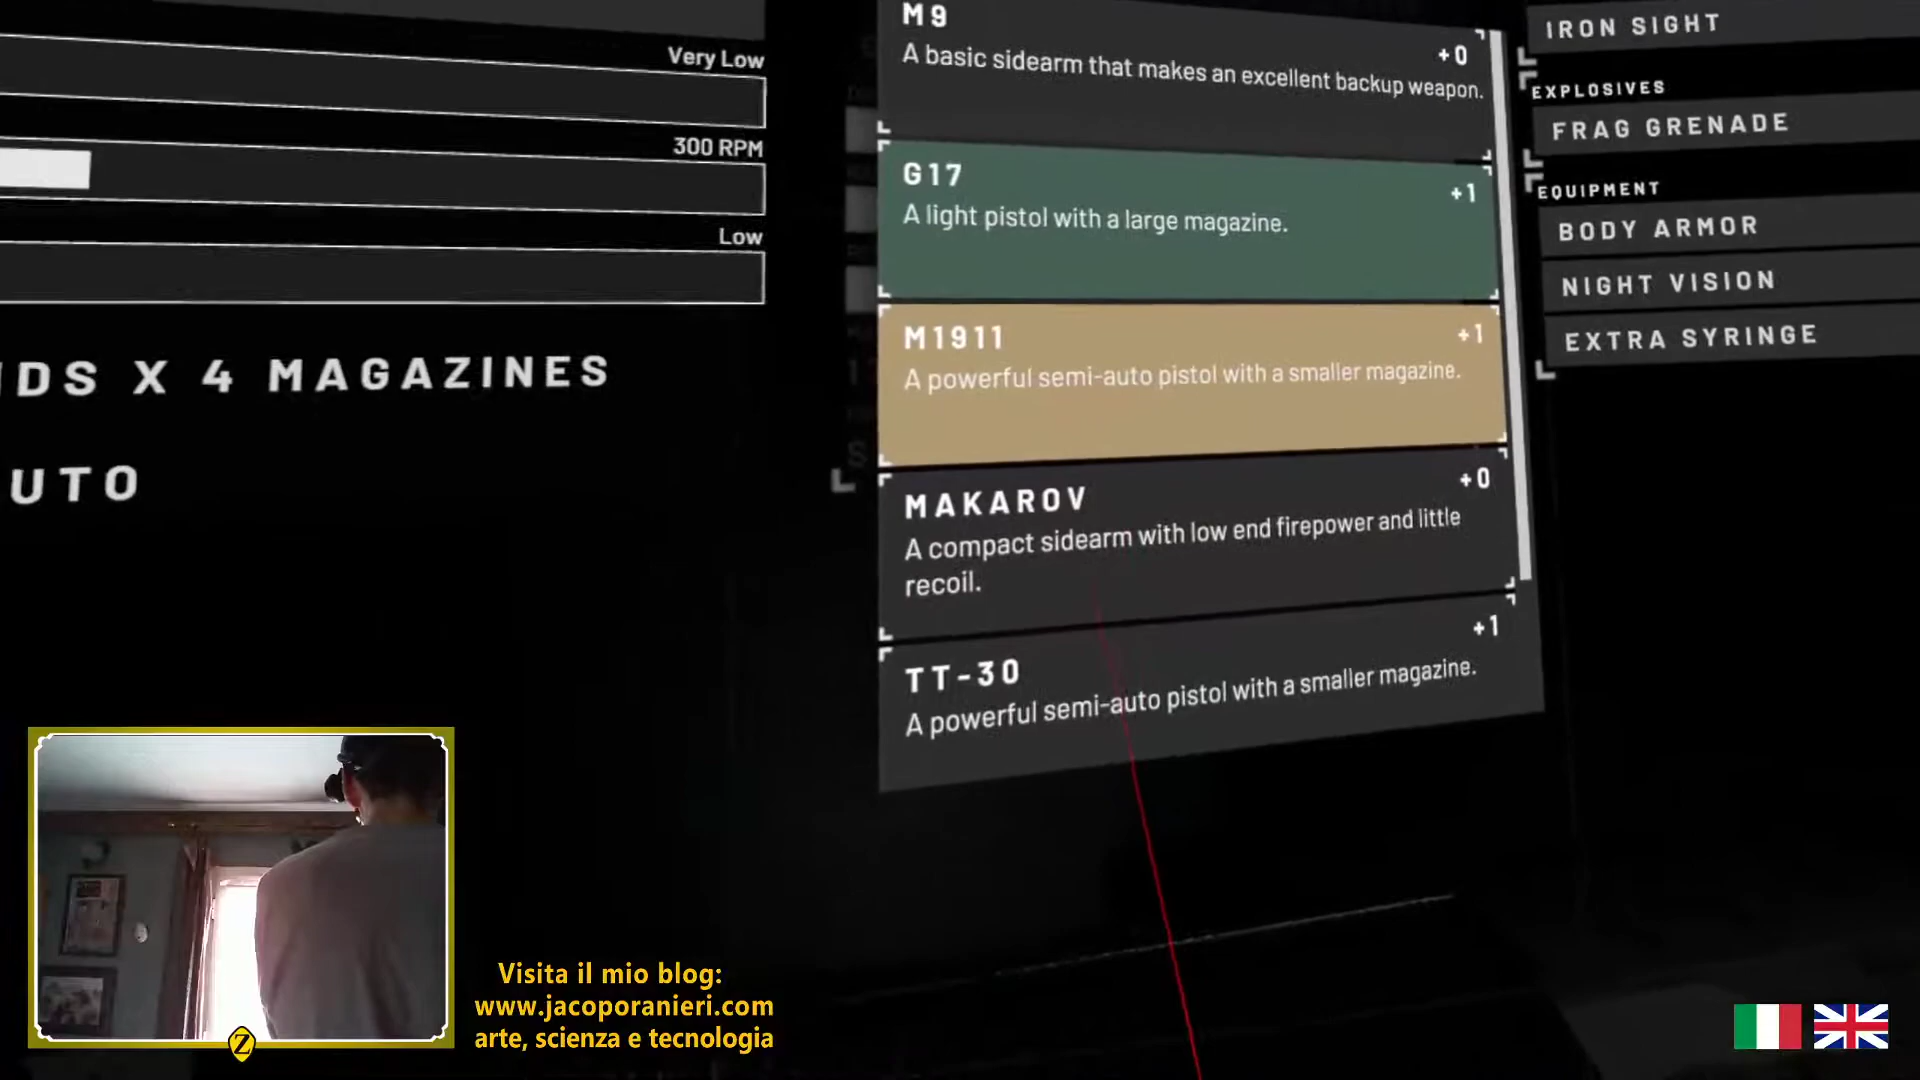 Very Low
300 RPM
Low
DS X 4 MAGAZINES
UTO
M9
+0
A basic sidearm that makes an excellent backup weapon.
G17
+1
A light pistol with a large magazine.
M1911
+1
A powerful semi-auto pistol with a smaller magazine.
MAKAROV
+0
A compact sidearm with low end firepower and little
recoil.
TT-30
+1
A powerful semi-auto pistol with a smaller magazine.
IRON SIGHT
EXPLOSIVES
FRAG GRENADE
EQUIPMENT
BODY ARMOR
NIGHT VISION
EXTRA SYRINGE
Z
Visita il mio blog:
www.jacoporanieri.com
arte, scienza e tecnologia